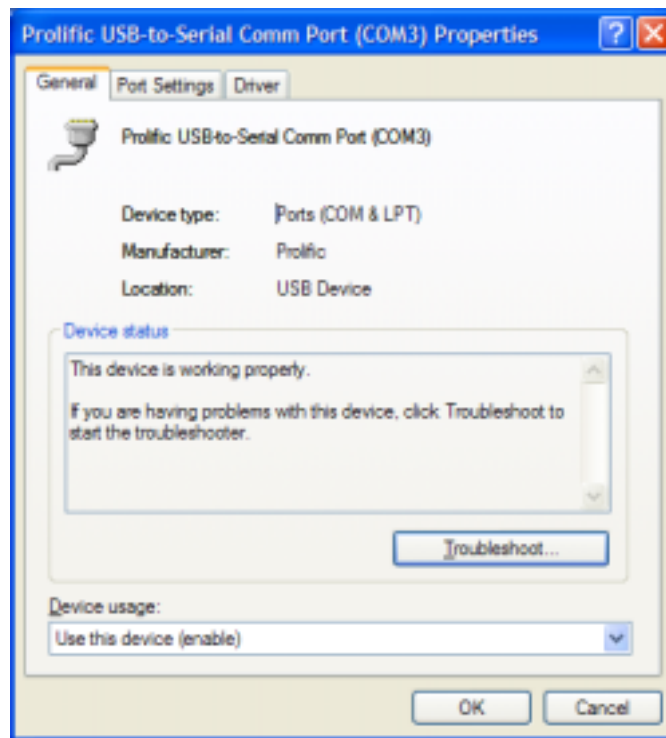 Prolific USB-to-Serial Comm Port (COM3) Properties
General Port Settings Driver
Prolific USB-to-Serial Comm Port (COM3)
Device type: Ports (COM & LPT)
Manufacturer: Prolific
Location: USB Device
Device status
This device is working properly.
If you are having problems with this device, click Troubleshoot to
start the troubleshooter.
Troubleshoot...
Device usage:
Use this device (enable)
OK Cancel